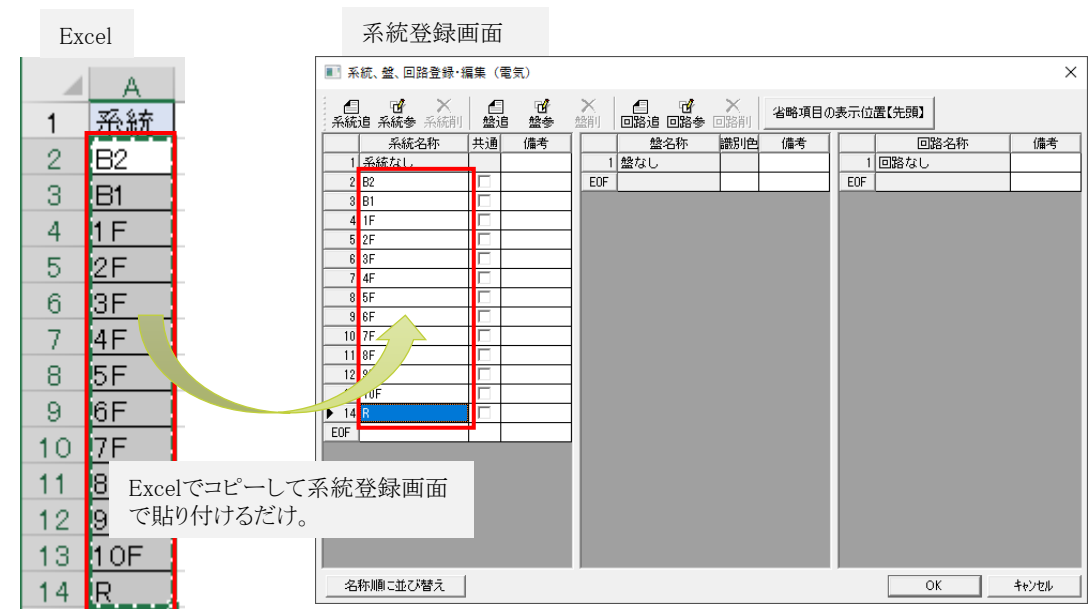 Excel
系統登録画面
A
1 系統
2 B2
3 B1
4 1F
5 2F
6 3F
7 4F
8 5F
9 6F
10 7F
11 8
12 9
13 10F
14 R
系統、盤、回路登録・編集（電気）
系統追 系統参 系統削 盤追 盤参 盤削 回路追 回路参 回路削 省略項目の表示位置【先頭】
系統名称 共通 備考
1 系統なし
2 B2
3 B1
4 1F
5 2F
6 3F
7 4F
8 5F
9 6F
10 7F
11 8F
12
10F
14 R
EOF
盤名称 識別色 備考
1 盤なし
EOF
回路名称 備考
1 回路なし
EOF
Excelでコピーして系統登録画面
で貼り付けるだけ。
名称順に並び替え
OK キャンセル